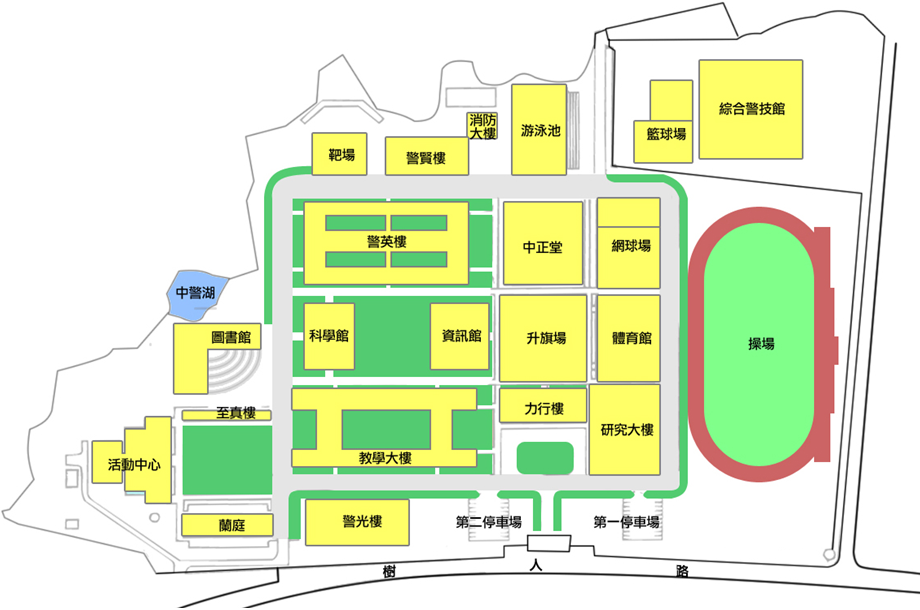 綜合警技館
籃球場
消防
大樓
游泳池
靶場
警賢樓
警英樓
中正堂
網球場
中警湖
圖書館
科學館
資訊館
升旗場
體育館
操場
至真樓
力行樓
研究大樓
教學大樓
活動中心
蘭庭
警光樓
第二停車場
第一停車場
樹人路